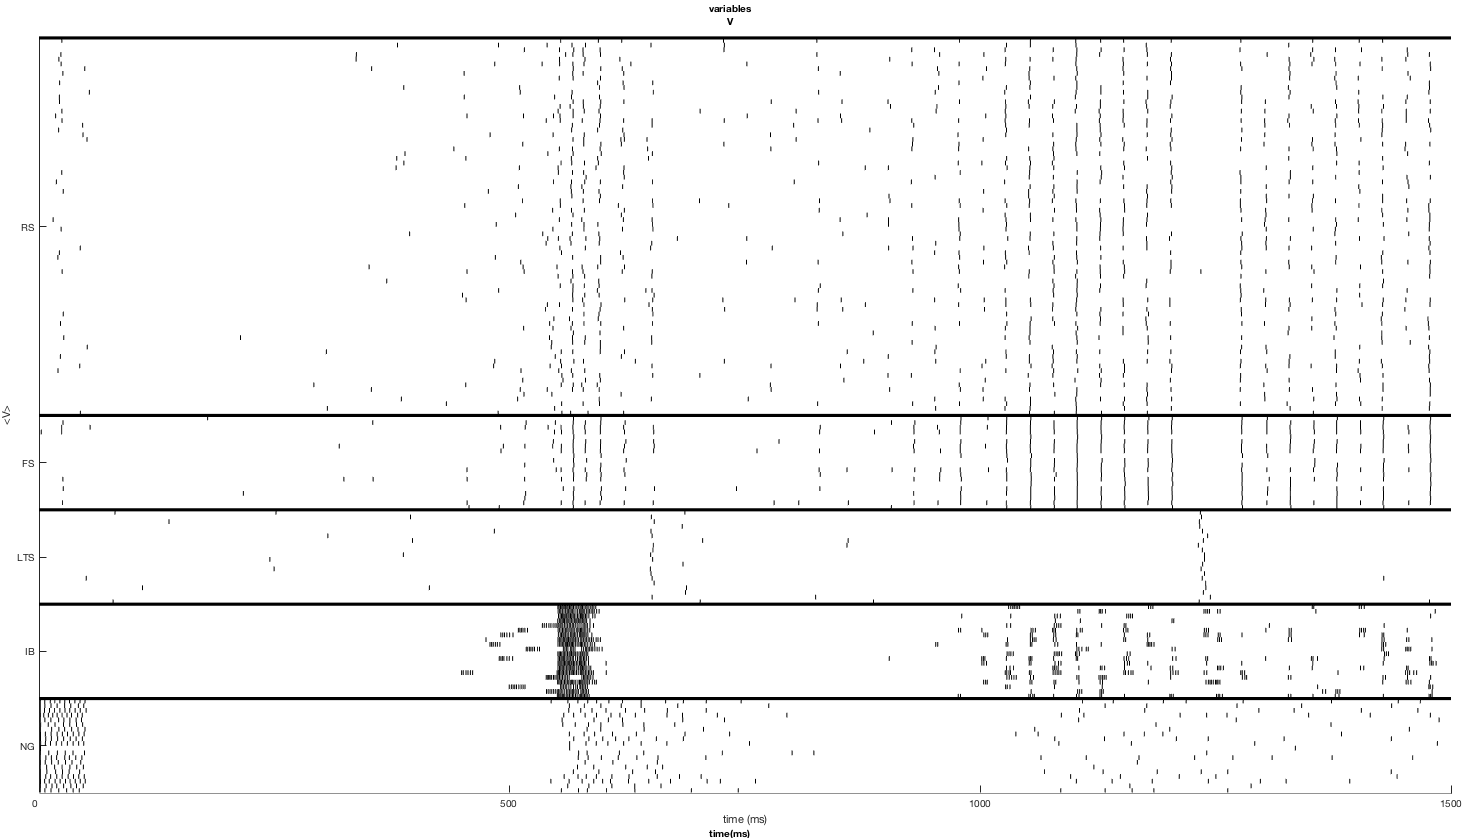 variables
V
RS
FS
<V>
LTS
IB
NG
0
500
1000
1500
time (ms)
time(ms)